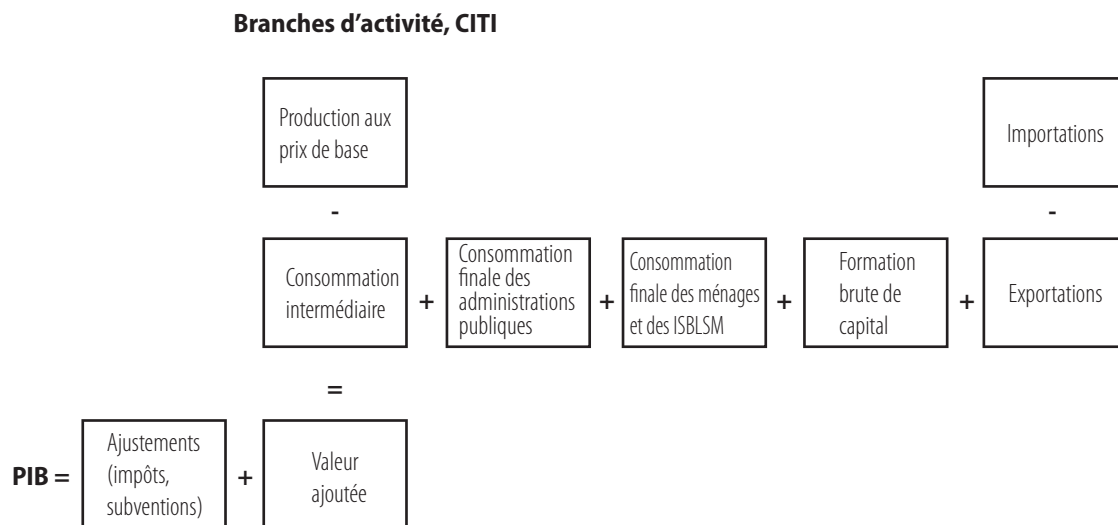 Branches d’activité, CITI
Production aux
prix de base
Importations
-
-
Consommation
intermédiaire
+
Consommation
finale des
administrations
publiques
+
Consommation
finale des ménages
et des ISBLSM
+
Formation
brute de
capital
+
Exportations
=
PIB =
Ajustements
(impôts,
subventions)
+
Valeur
ajoutée